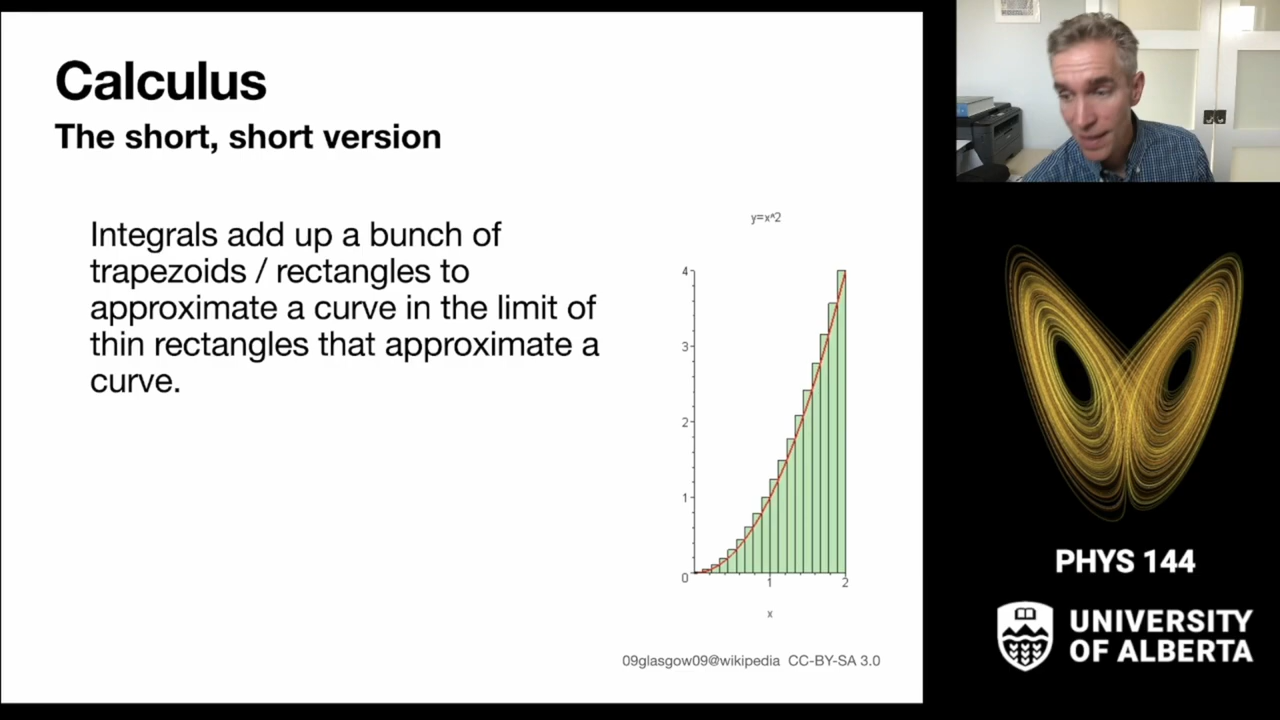 Calculus
The short, short version
Integrals add up a bunch of
trapezoids / rectangles to
approximate a curve in the limit of
thin rectangles that approximate a
curve.
y=x^2
4
3
2
1
0
1
2
x
09glasgow09@wikipedia CC-BY-SA 3.0
PHYS 144
UNIVERSITY
OF ALBERTA